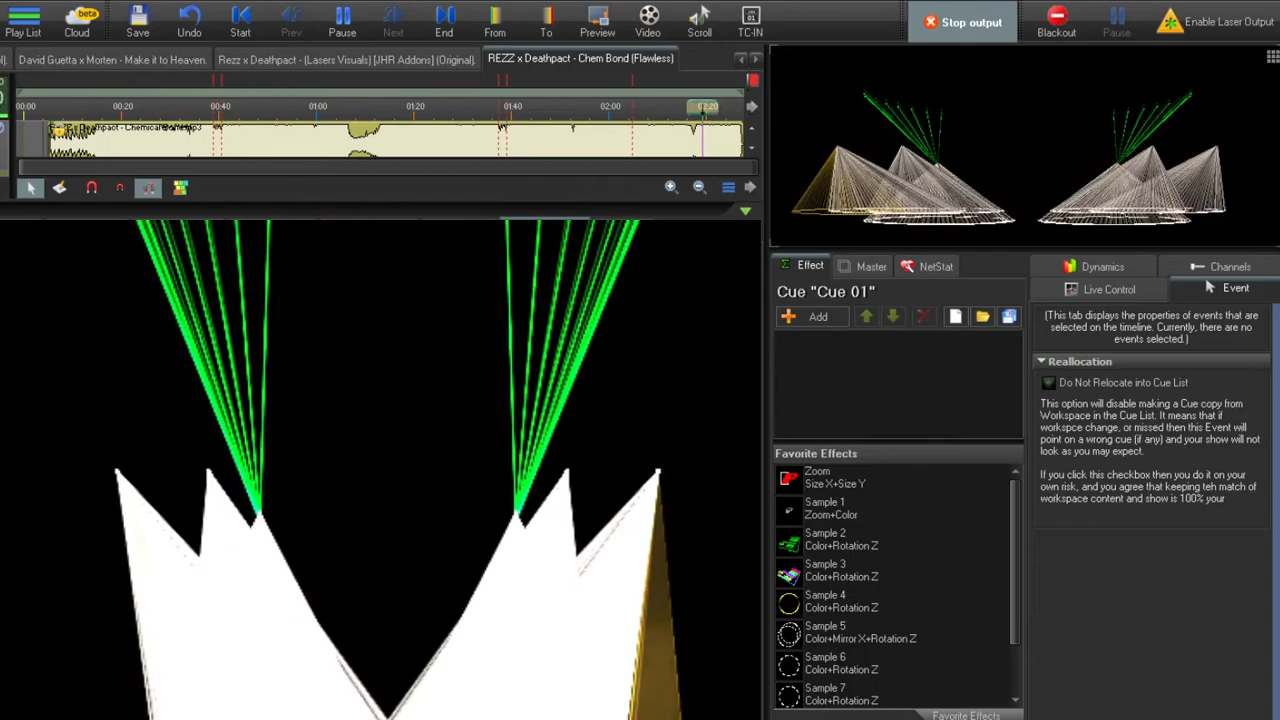 Play List
Cloud
beta
Save
Undo
Start
Prev
Pause
Next
End
From
To
Preview
Video
Scroll
TC-IN
Stop output
Blackout
Pause
Enable Laser Output
David Guetta x Morten - Make it to Heaven.
Rezz x Deathpact - (Lasers Visuals) [JHR Addons) (Original).
REZZ x Deathpact - Chem Bond (Flawless)
00:00
00:20
00:40
01:00
01:20
01:40
02:00
02:20
Effect
Master
NetStat
Cue "Cue 01"
Add
Favorite Effects
Zoom
Size X+Size Y
Sample 1
Zoom+Color
Sample 2
Color+Rotation Z
Sample 3
Color+Rotation Z
Sample 4
Color+Rotation Z
Sample 5
Color+Mirror X+Rotation Z
Sample 6
Color+Rotation Z
Sample 7
Color+Rotation Z
Favorite Effects
Dynamics
Channels
Live Control
Event
(This tab displays the properties of events that are
selected on the timeline. Currently, there are no
events selected.)
Reallocation
Do Not Relocate into Cue List
This option will disable making a Cue copy from
Workspace in the Cue List. It means that if
workspce change, or missed then this Event will
point on a wrong cue (if any) and your show will not
look as you may expect.
If you click this checkbox then you do it on your
own risk, and you agree that keeping teh match of
workspace content and show is 100% your